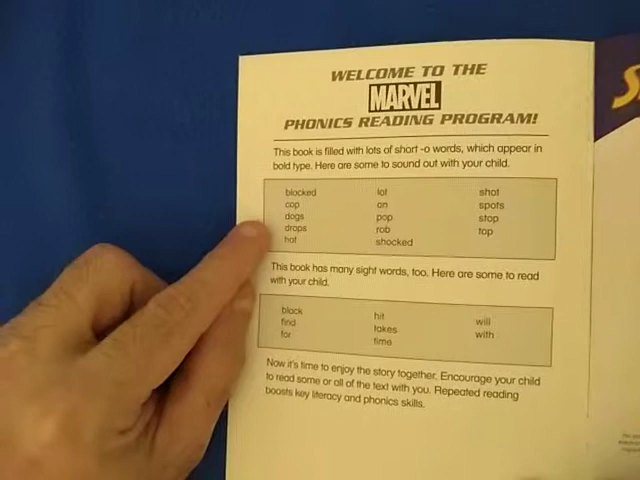 WELCOME TO THE
MARVEL
PHONICS READING PROGRAM!
This book is filled with lots of short -o words, which appear in
bold type. Here are some to sound out with your child.
blocked lot shot
cop on spots
dogs pop stop
drops rob top
hot shocked
This book has many sight words, too. Here are some to read
with your child.
block hit will
find takes with
for time
Now it's time to enjoy the story together. Encourage your child
to read some or all of the text with you. Repeated reading
boosts key literacy and phonics skills.